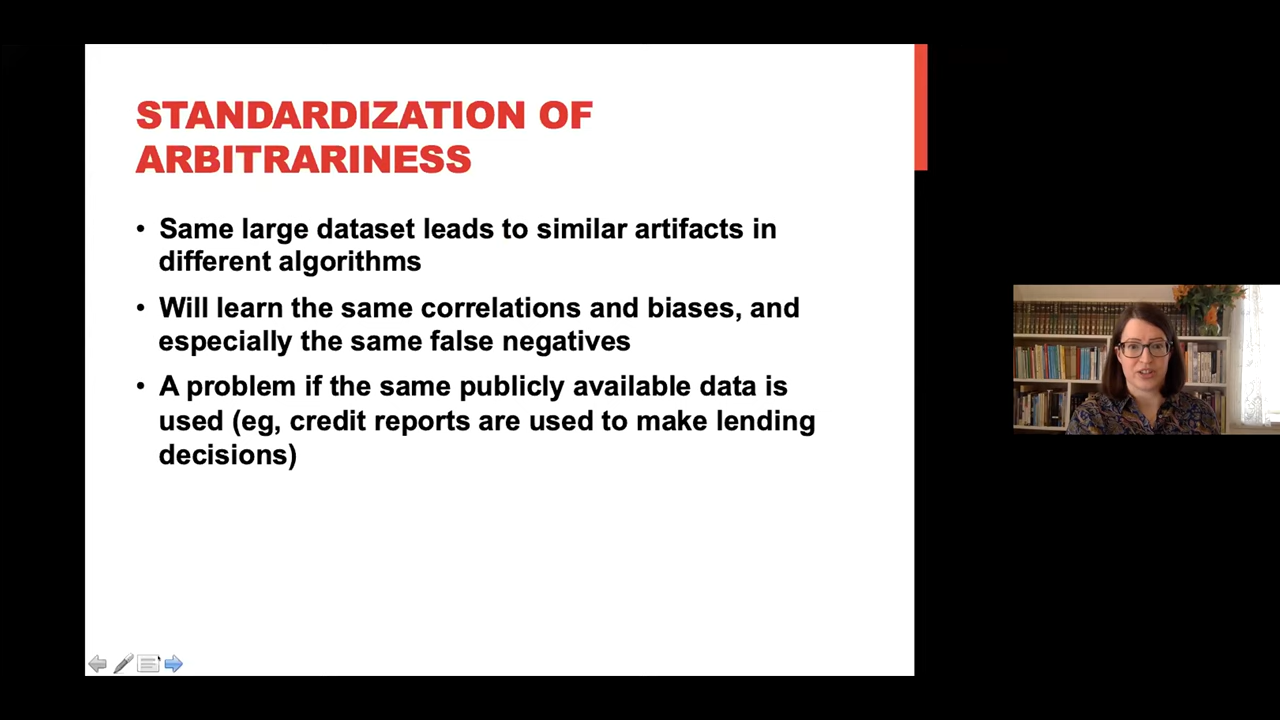 STANDARDIZATION OF
ARBITRARINESS
• Same large dataset leads to similar artifacts in
different algorithms
• Will learn the same correlations and biases, and
especially the same false negatives
• A problem if the same publicly available data is
used (eg, credit reports are used to make lending
decisions)